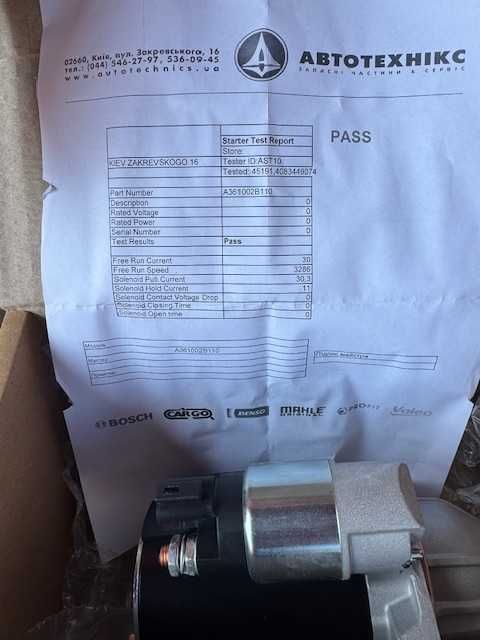 02660, Київ, вул. Закревського, 16
тел.: (044) 546-27-97, 536-09-45
www.autotechnics.ua
АВТОТЕХНІКС
ЗАПАСНІ ЧАСТИНИ & СЕРВІС
PASS
Starter Test Report
Store:
KIEV ZAKREVSKOGO 16 Tester ID:AST10.
Tested: 45191,4083449074
Part Number A361002B110
Description 0
Rated Voltage 0
Rated Power 0
Serial Number 0
Test Results Pass
Free Run Current 30
Free Run Speed 3286
Solenoid Pull Current 30,3
Solenoid Hold Current 11
Solenoid Contact Voltage Drop 0
Solenoid Closing Time 0
Solenoid Open time 0
Модель
A361002B110
Підпис майстра
BOSCH CARGO DENSO MAHLE PROFIT Valeo